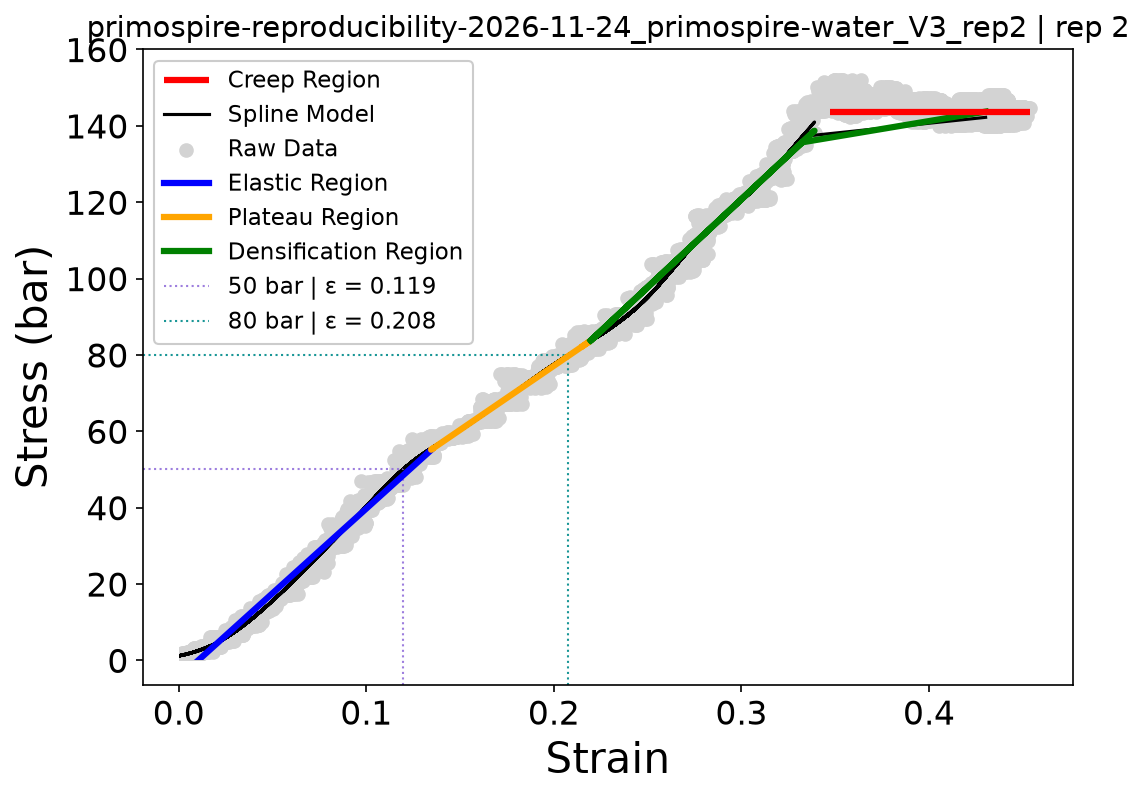 primospire-reproducibility-2026-11-24_primospire-water_V3_rep2 | rep 2
Stress (bar)
160
140
120
100
80
60
40
20
0
Creep Region
Spline Model
Raw Data
Elastic Region
Plateau Region
Densification Region
50 bar | ε = 0.119
80 bar | ε = 0.208
0.0 0.1 0.2 0.3 0.4
Strain